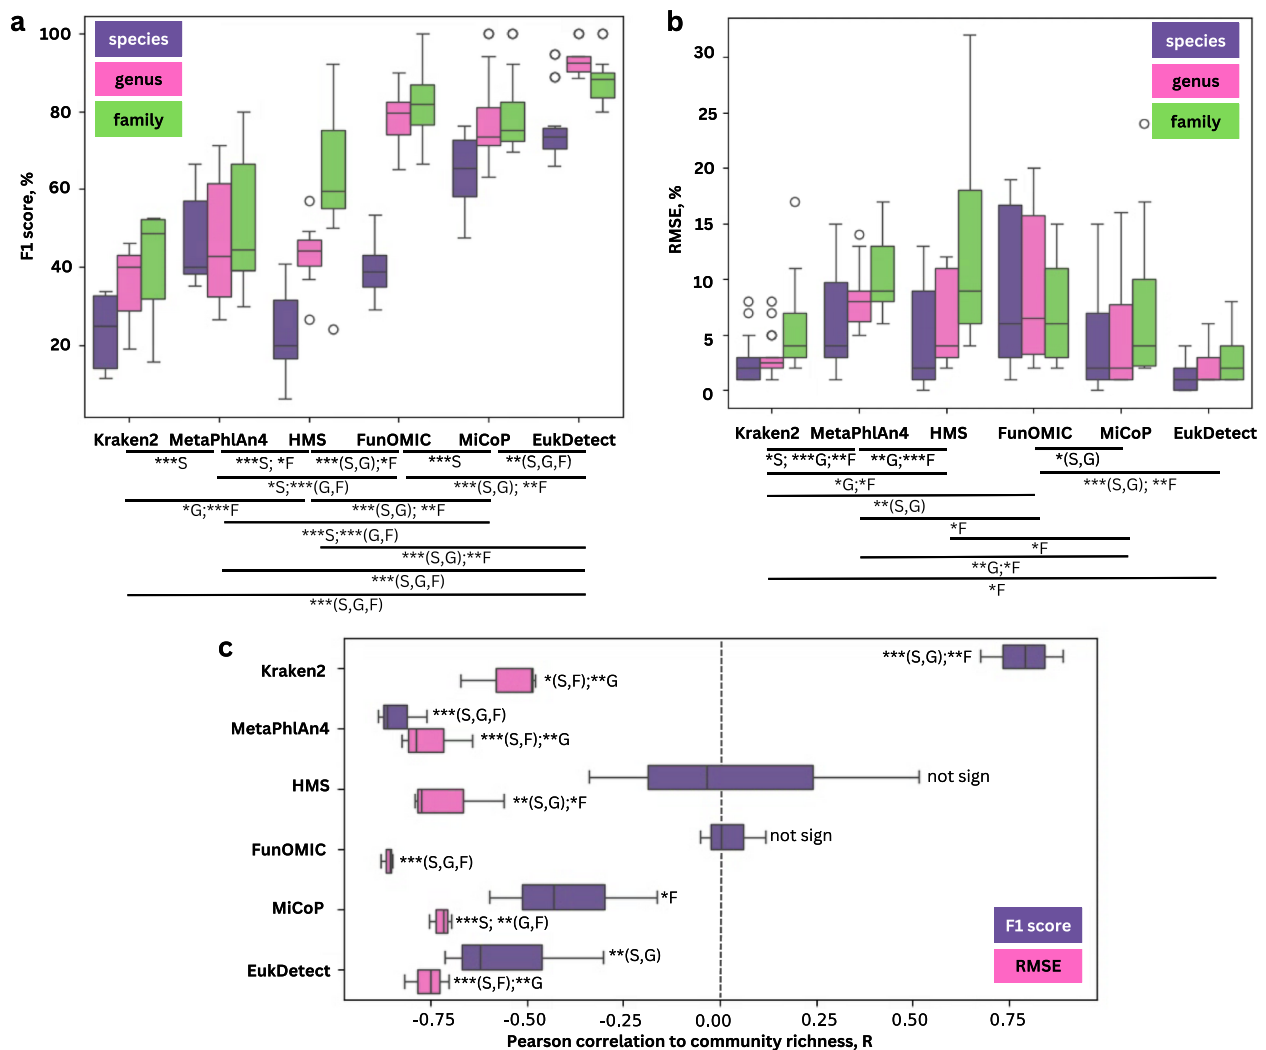 a
species
genus
family
F1 score, %
100
80
60
40
20
Kraken2 MetaPhlAn4 HMS FunOMIC MiCoP EukDetect
***S ***S; *F ***(S,G);*F ***S **(S,G,F)
*S;***(G,F) ***(S,G); **F
*G;***F ***(S,G); **F
***S;***(G,F)
***(S,G);**F
***(S,G,F)
***(S,G,F)
b
species
genus
family
RMSE, %
30
25
20
15
10
5
0
Kraken2 MetaPhlAn4 HMS FunOMIC MiCoP EukDetect
*S; ***G;**F **G;***F *(S,G)
*G;*F ***(S,G); **F
**(S,G)
*F
*F
**G;*F
*F
c
Kraken2 ***(S,G);**F
*(S,F);**G
MetaPhlAn4 ***(S,G,F)
***(S,F);**G
HMS not sign
**(S,G);*F
FunOMIC not sign
***(S,G,F)
MiCoP *F
***S; **(G,F)
EukDetect **(S,G)
***(S,F);**G
F1 score
RMSE
-0.75 -0.50 -0.25 0.00 0.25 0.50 0.75
Pearson correlation to community richness, R